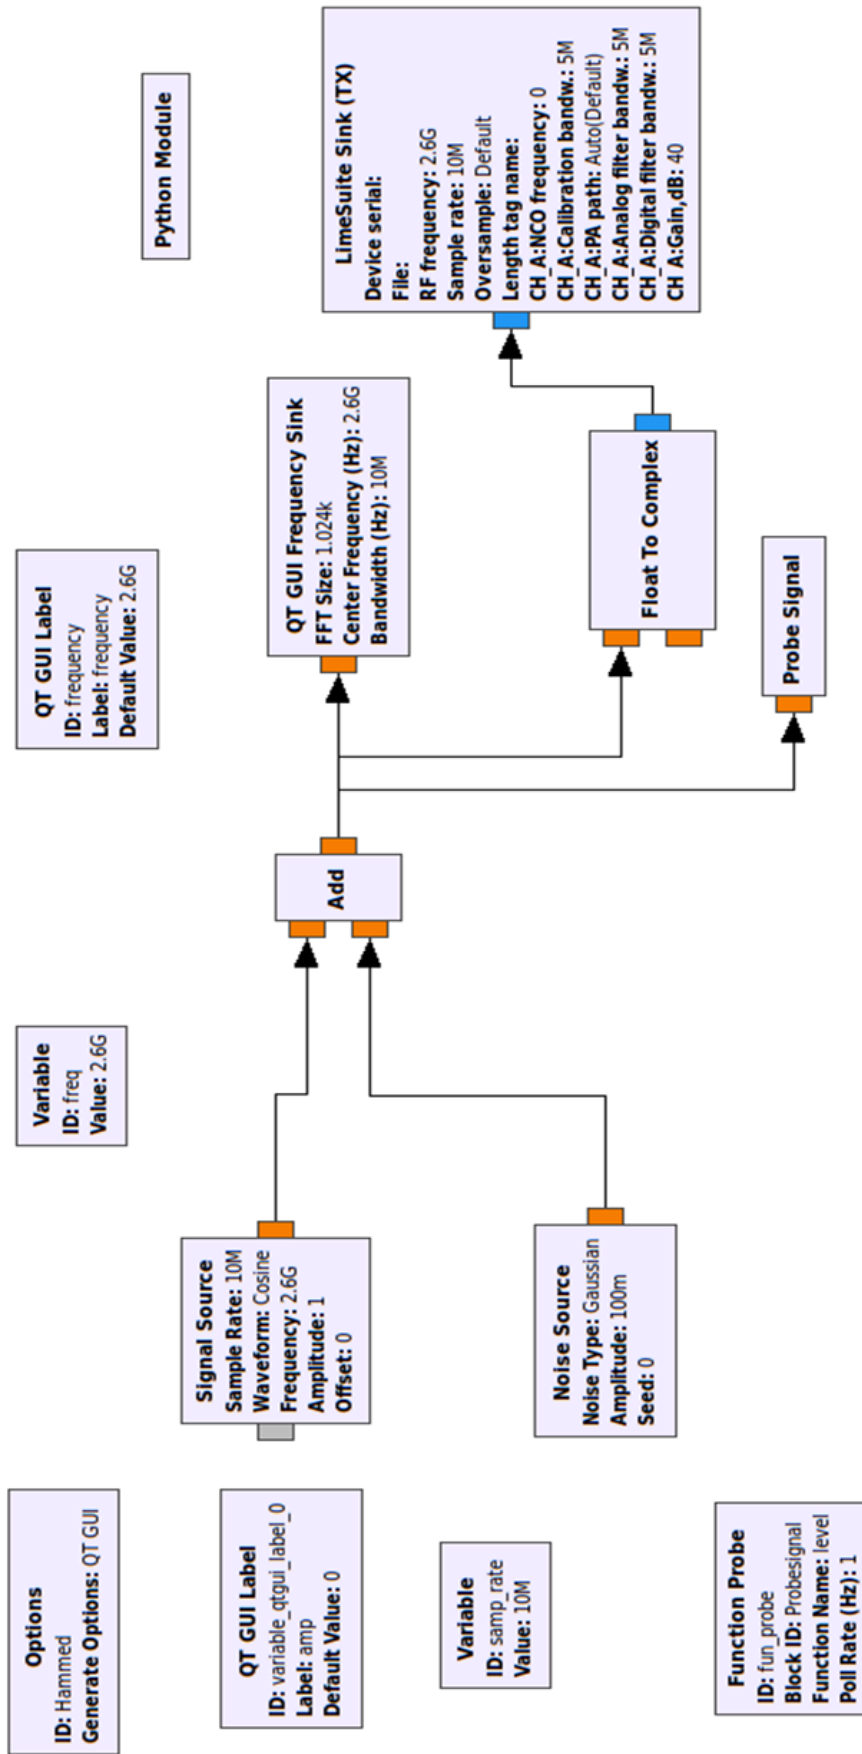 Options
ID: Hammed
Generate Options: QT GUI
Variable
ID: freq
Value: 2.6G
QT GUI Label
ID: frequency
Label: frequency
Default Value: 2.6G
Python Module
QT GUI Label
ID: variable_qtgui_label_0
Label: amp
Default Value: 0
Signal Source
Sample Rate: 10M
Waveform: Cosine
Frequency: 2.6G
Amplitude: 1
Offset: 0
Add
QT GUI Frequency Sink
FFT Size: 1.024k
Center Frequency (Hz): 2.6G
Bandwidth (Hz): 10M
LimeSuite Sink (TX)
Device serial:
File:
RF frequency: 2.6G
Sample rate: 10M
Oversample: Default
Length tag name:
CH_A:NCO frequency: 0
CH_A:Calibration bandw.: 5M
CH_A:PA path: Auto(Default)
CH_A:Analog filter bandw.: 5M
CH_A:Digital filter bandw.: 5M
CH_A:Gain,dB: 40
Variable
ID: samp_rate
Value: 10M
Noise Source
Noise Type: Gaussian
Amplitude: 100m
Seed: 0
Float To Complex
Probe Signal
Function Probe
ID: fun_probe
Block ID: Probesignal
Function Name: level
Poll Rate (Hz): 1